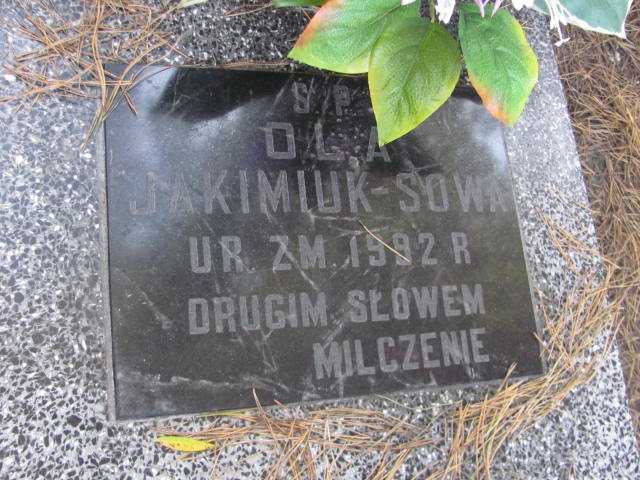 Ś P
OLA
JAKIMIUK-SOWA
UR. ZM. 1992 R
DRUGIM SŁOWEM
MILCZENIE